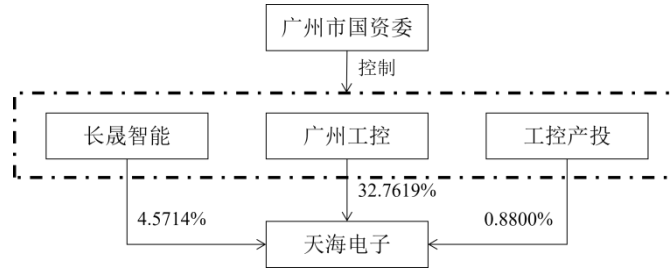 广州市国资委
控制
长晟智能
广州工控
工控产投
4.5714%
32.7619%
0.8800%
天海电子